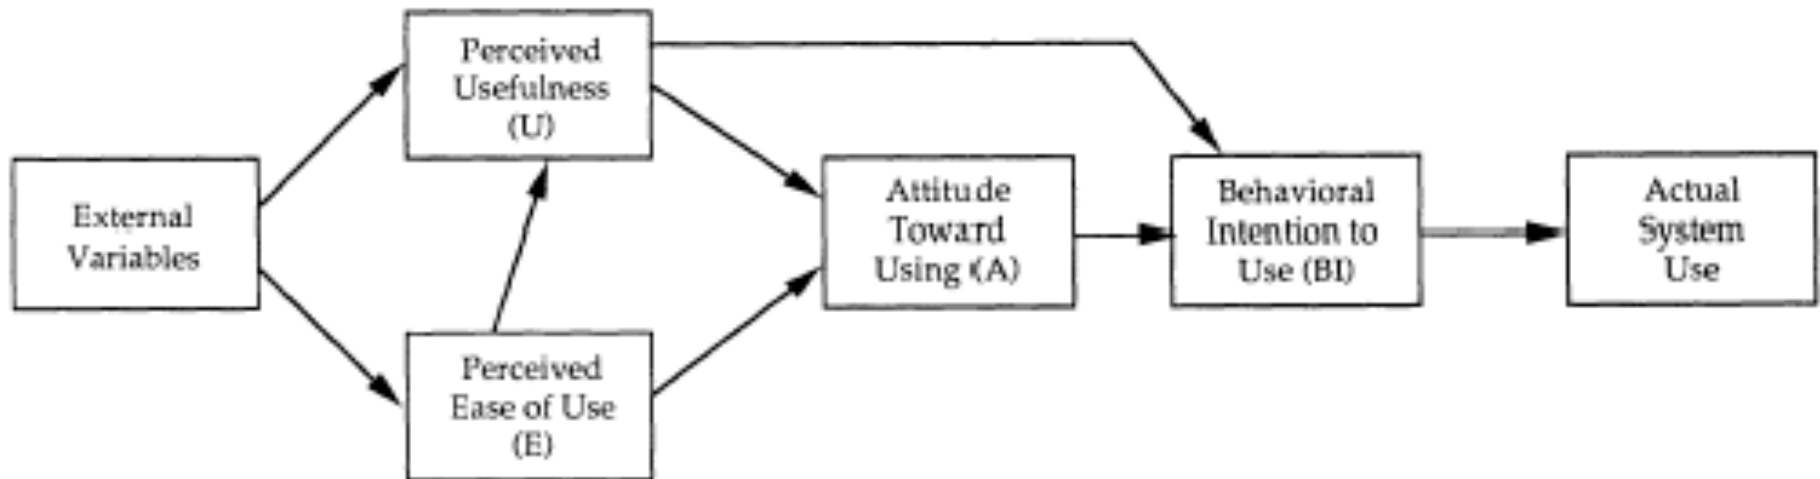 Perceived
Usefulness
(U)
External
Variables
Perceived
Ease of Use
(E)
Attitude
Toward
Using (A)
Behavioral
Intention to
Use (BI)
Actual
System
Use